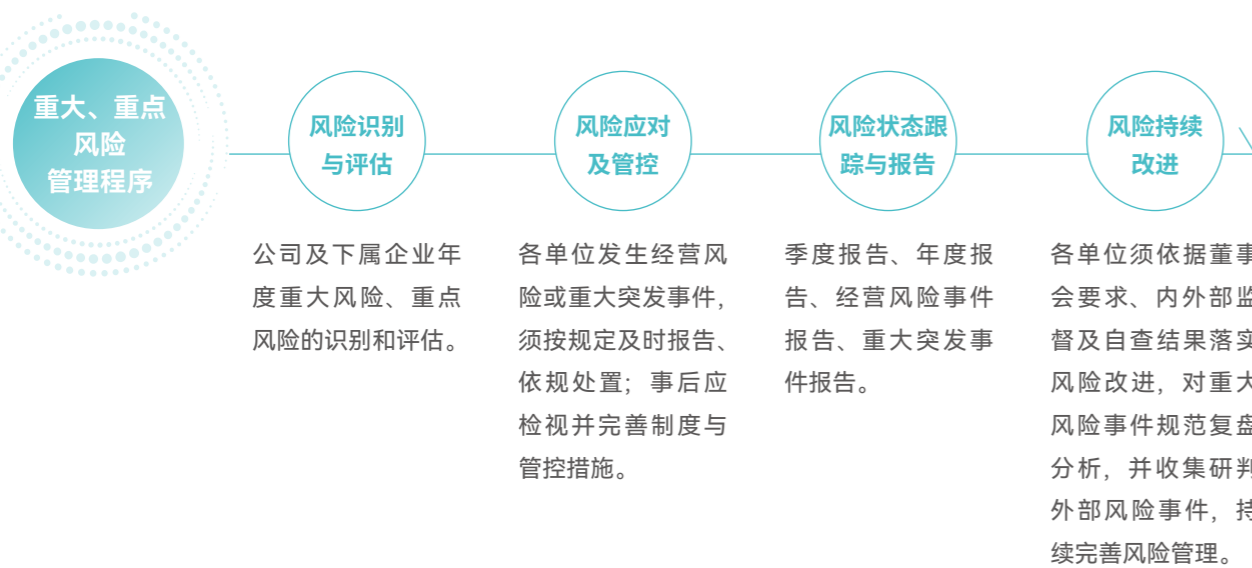 重大、重点
风险
管理程序
风险识别
与评估
公司及下属企业年
度重大风险、重点
风险的识别和评估。
风险应对
及管控
各单位发生经营风
险或重大突发事件，
须按规定及时报告、
依规处置；事后应
检视并完善制度与
管控措施。
风险状态跟
踪与报告
季度报告、年度报
告、经营风险事件
报告、重大突发事
件报告。
风险持续
改进
各单位须依据董事
会要求、内外部监
督及自查结果落实
风险改进，对重大
风险事件规范复盘
分析，并收集研判
外部风险事件，持
续完善风险管理。